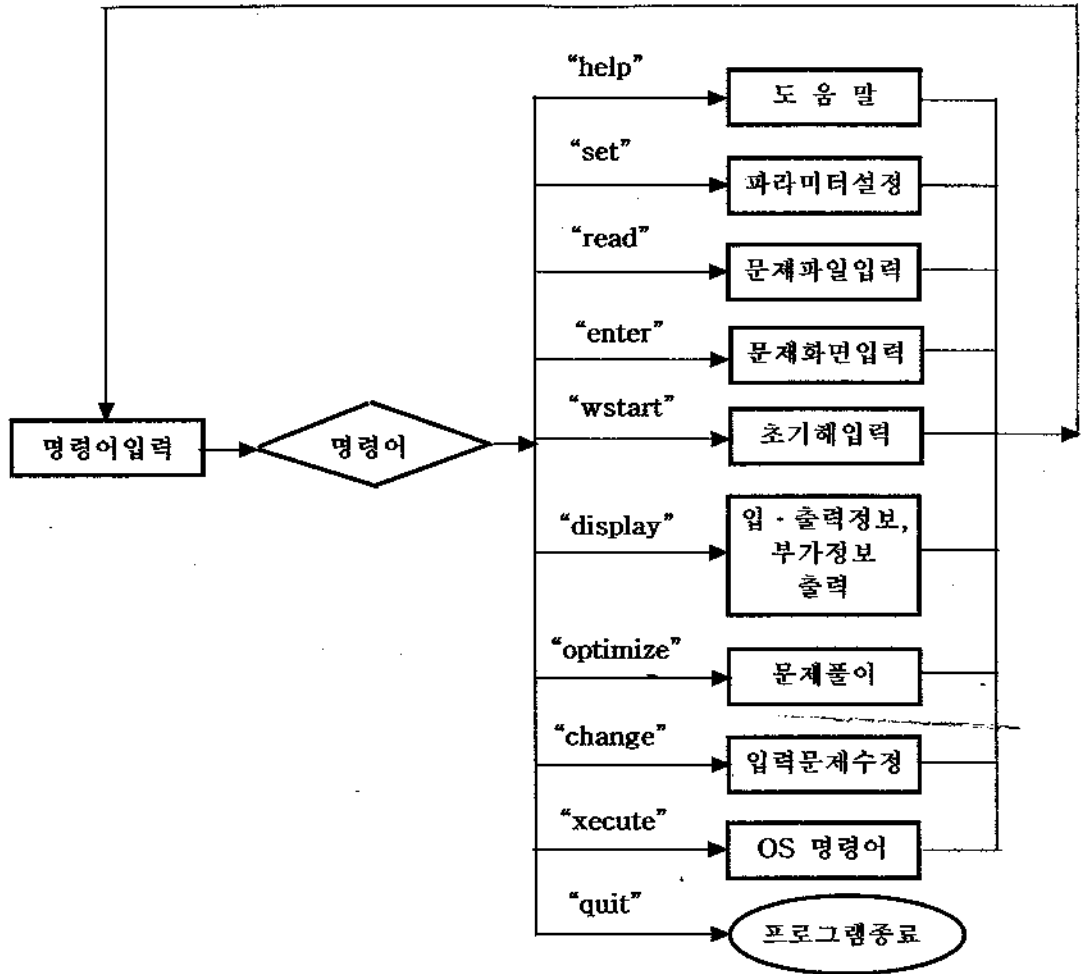 “help”
도 움 말
“set”
파라미터설정
“read”
문제파일입력
“enter”
문제화면입력
“wstart”
초기해입력
명령어입력
명령어
“display”
입 · 출력정보,
부가정보
출력
“optimize”
문제풀이
“change”
입력문제수정
“xecute”
OS 명령어
“quit”
프로그램종료